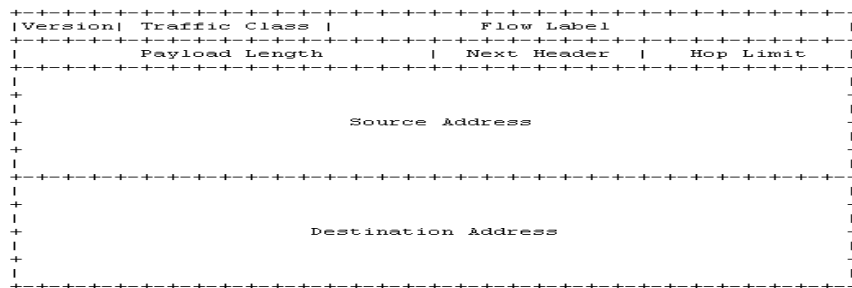 |Version| Traffic Class | Flow Label |
| Payload Length | Next Header | Hop Limit |
Source Address
Destination Address